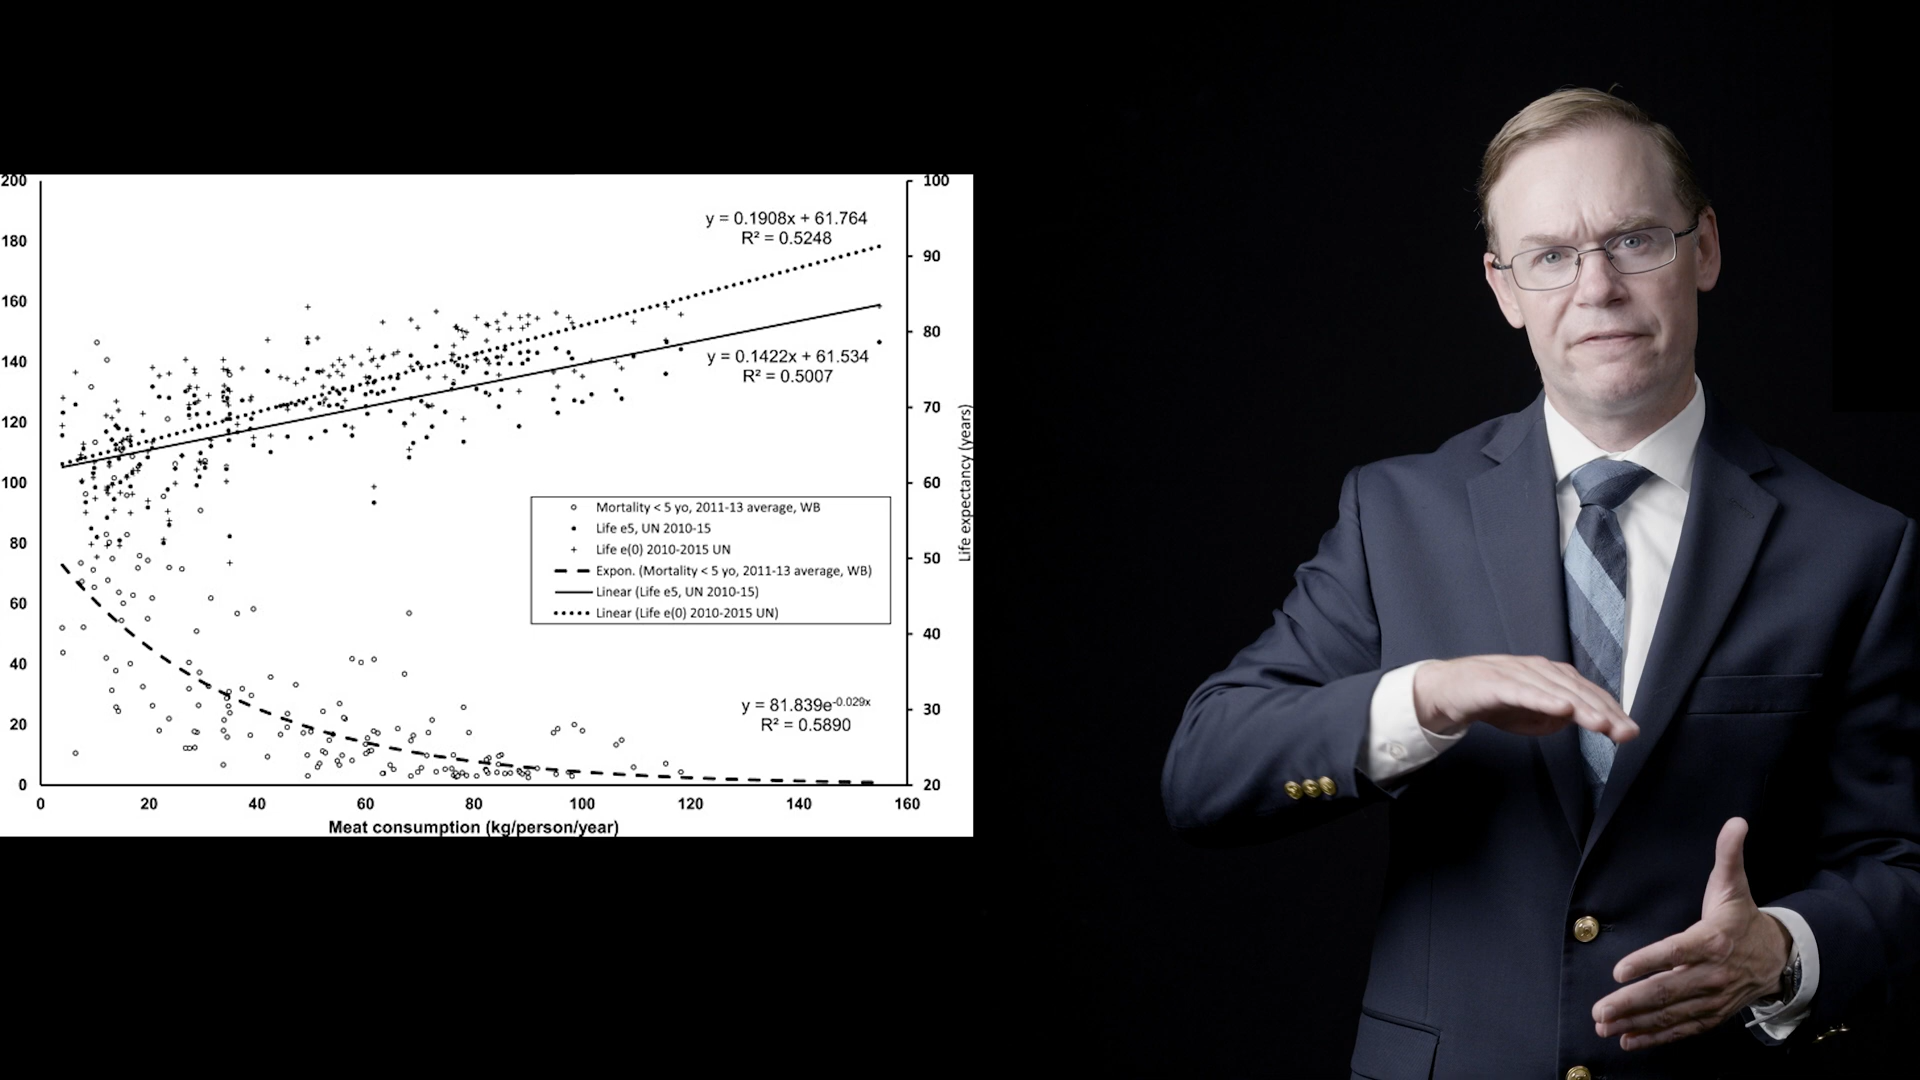 200
180
160
140
120
100
80
60
40
20
0
100
90
80
70
60
50
40
30
20
Life expectancy (years)
y = 0.1908x + 61.764
R² = 0.5248
y = 0.1422x + 61.534
R² = 0.5007
Mortality < 5 yo, 2011-13 average, WB
Life e5, UN 2010-15
Life e(0) 2010-2015 UN
Expon. (Mortality < 5 yo, 2011-13 average, WB)
Linear (Life e5, UN 2010-15)
Linear (Life e(0) 2010-2015 UN)
y = 81.839e^-0.029x
R² = 0.5890
0 20 40 60 80 100 120 140 160
Meat consumption (kg/person/year)